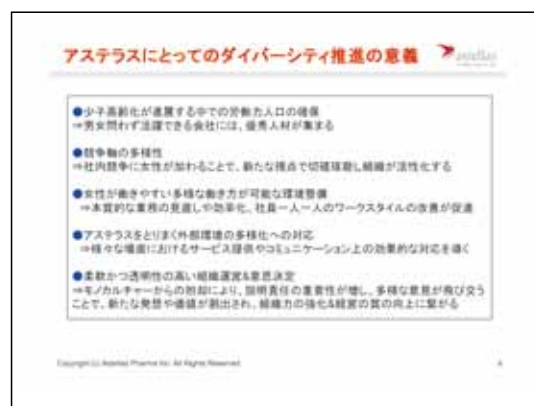 アステラスにとってのダイバーシティ推進の意義
astellas
●少子高齢化が進展する中での労働力人口の確保
⇒男女問わず活躍できる会社には、優秀人材が集まる
●競争軸の多様性
⇒社内競争に女性が加わることで、新たな視点で切磋琢磨し組織が活性化する
●女性が働きやすい多様な働き方が可能な環境整備
⇒本質的な業務の見直しや効率化、社員一人一人のワークスタイルの改善が促進
●アステラスをとりまく外部環境の多様化への対応
⇒様々な場面におけるサービス提供やコミュニケーション上の効果的な対応を導く
●柔軟かつ透明性の高い組織運営&意思決定
⇒モノカルチャーからの脱却により、説明責任の重要性が増し、多様な意見が飛び交う
ことで、新たな発想や価値が創出され、組織力の強化&経営の質の向上に繋がる
Copyright (c) Astellas Pharma Inc. All Rights Reserved.